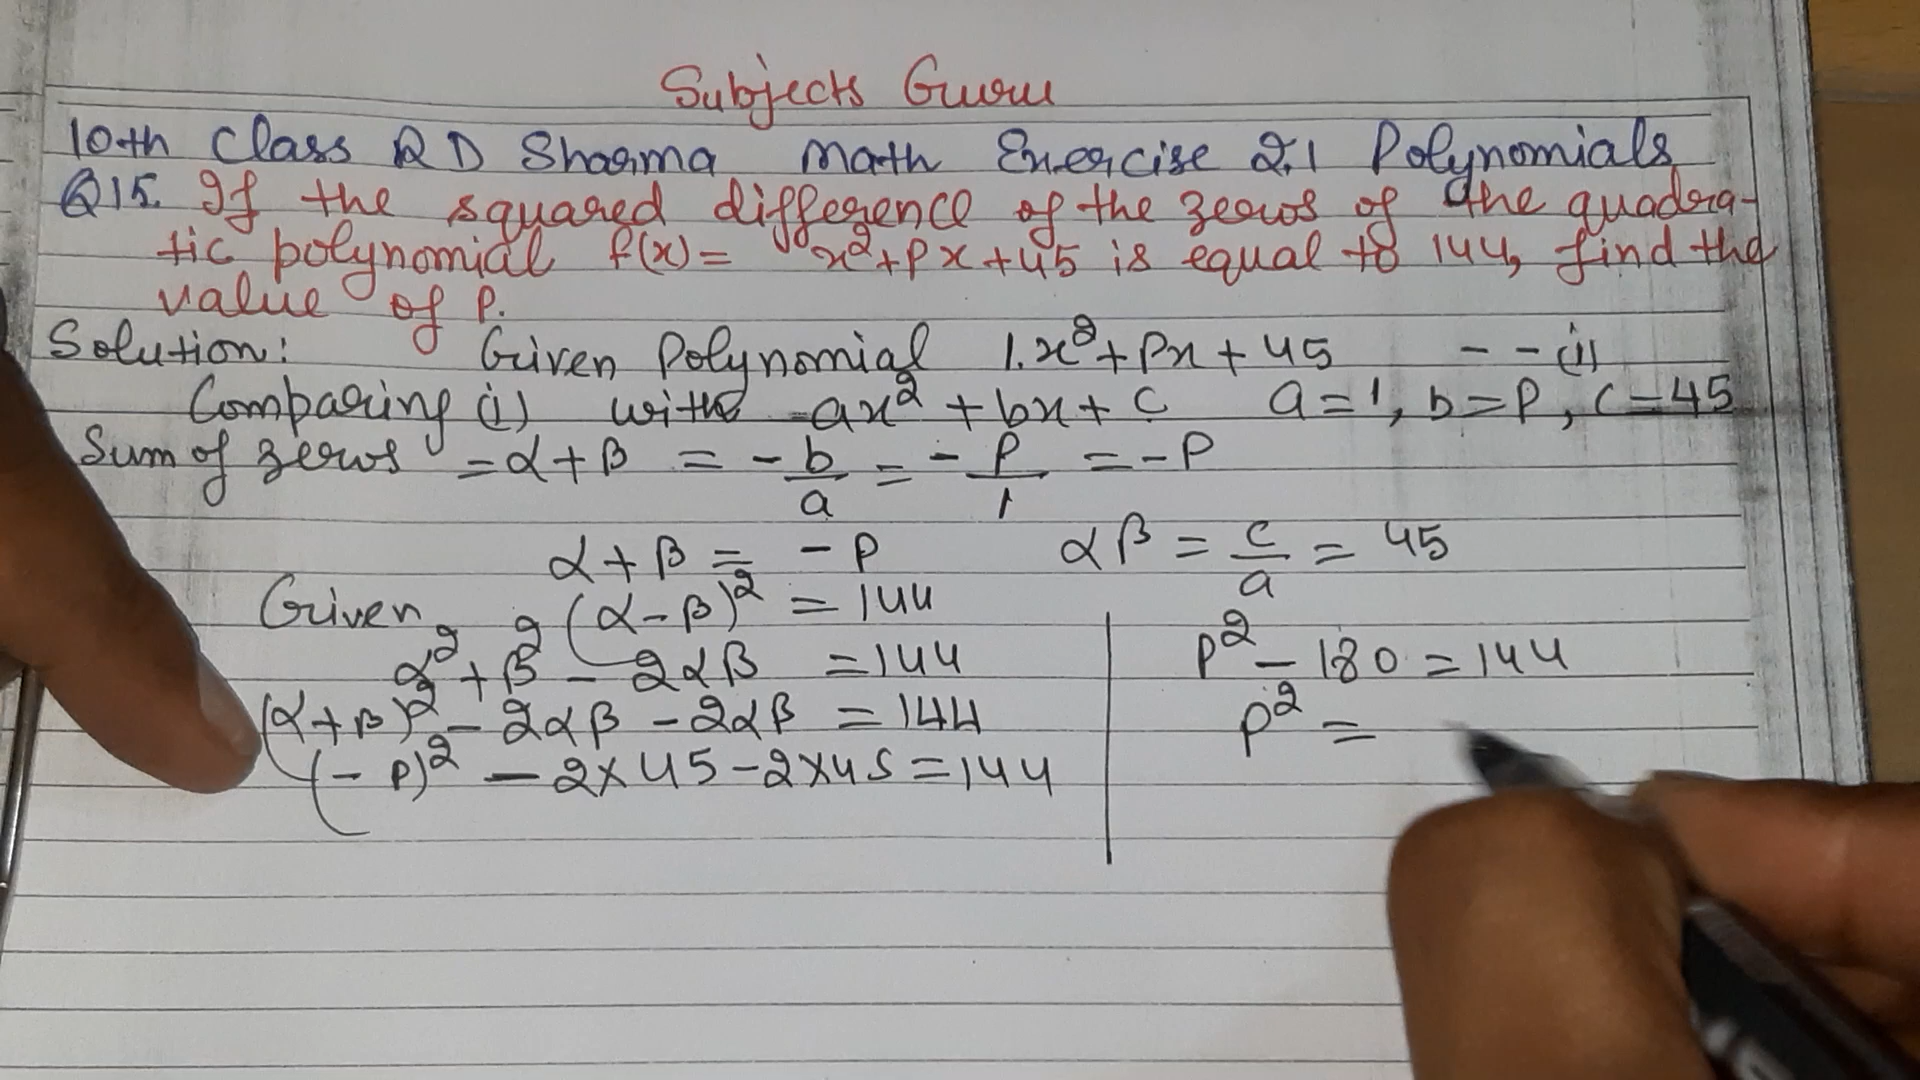 Subjects Guru
10th Class RD Sharma Math Exercise 2.1 Polynomials
Q15. If the squared difference of the zeros of the quadra-
tic polynomial f(x) = x²+px+45 is equal to 144, find the
value of p.
Solution: Given Polynomial 1.x²+px+45 - - (i)
Comparing (i) with ax²+bx+c a=1, b=p, c=45
Sum of zeros = α+β = -b/a = -p/1 = -p
α+β = -p αβ = c/a = 45
Given (α-β)² = 144
α²+β²-2αβ = 144
(α+β)²-2αβ-2αβ = 144
(-p)²-2×45-2×45=144
p²-180=144
p² =